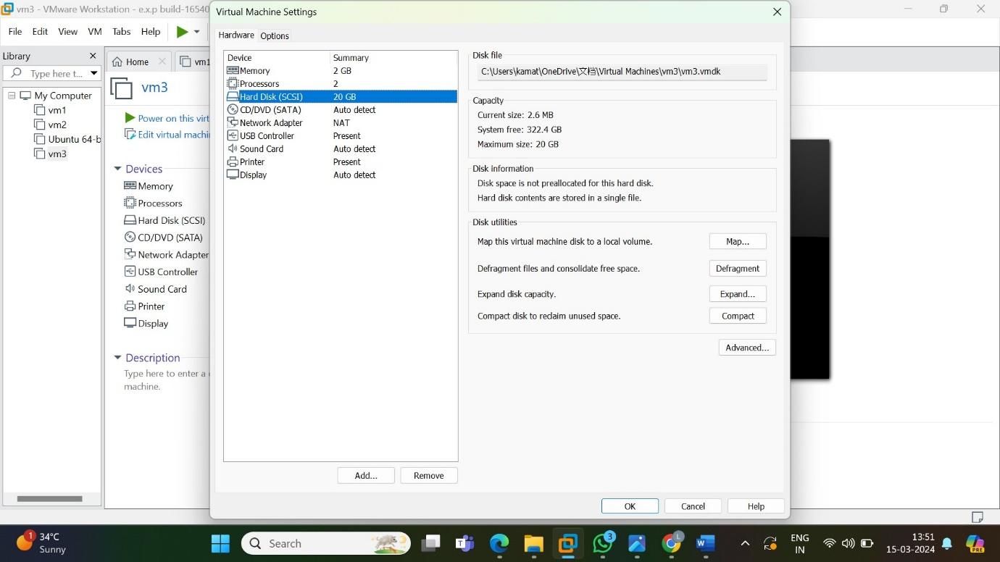 vm3 - VMware Workstation - e.x.p build-16540
Virtual Machine Settings
File Edit View VM Tabs Help
Hardware Options
Library
Type here t...
My Computer
vm1
vm2
Ubuntu 64-b
vm3
Home
vm1
vm3
Power on this virt
Edit virtual machi
Devices
Memory
Processors
Hard Disk (SCSI)
CD/DVD (SATA)
Network Adapter
USB Controller
Sound Card
Printer
Display
Description
Type here to enter a
machine.
Device Summary
Memory 2 GB
Processors 2
Hard Disk (SCSI) 20 GB
CD/DVD (SATA) Auto detect
Network Adapter NAT
USB Controller Present
Sound Card Auto detect
Printer Present
Display Auto detect
Add... Remove
Disk file
C:\Users\kamat\OneDrive\文档\Virtual Machines\vm3\vm3.vmdk
Capacity
Current size: 2.6 MB
System free: 322.4 GB
Maximum size: 20 GB
Disk information
Disk space is not preallocated for this hard disk.
Hard disk contents are stored in a single file.
Disk utilities
Map this virtual machine disk to a local volume. Map...
Defragment files and consolidate free space. Defragment
Expand disk capacity. Expand...
Compact disk to reclaim unused space. Compact
Advanced...
OK Cancel Help
1
34°C
Sunny
Search
3
L
ENG
IN
13:51
15-03-2024
PRE